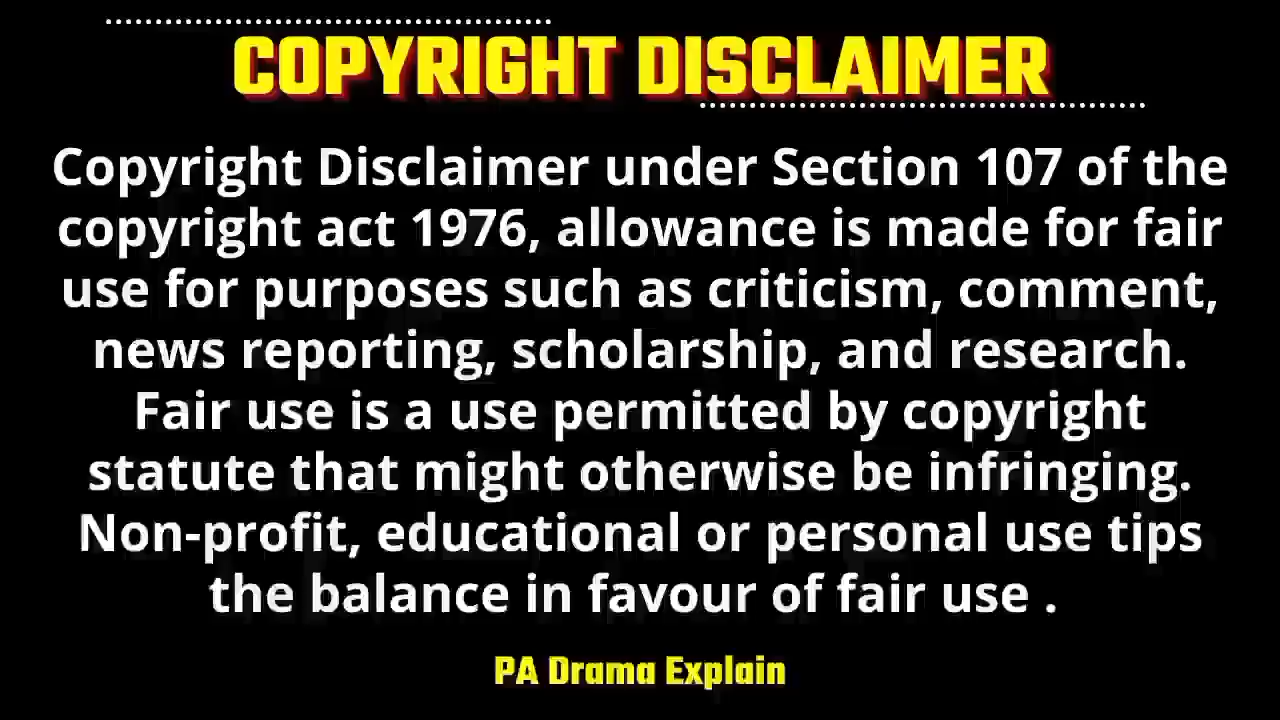 COPYRIGHT DISCLAIMER
Copyright Disclaimer under Section 107 of the
copyright act 1976, allowance is made for fair
use for purposes such as criticism, comment,
news reporting, scholarship, and research.
Fair use is a use permitted by copyright
statute that might otherwise be infringing.
Non-profit, educational or personal use tips
the balance in favour of fair use .
PA Drama Explain